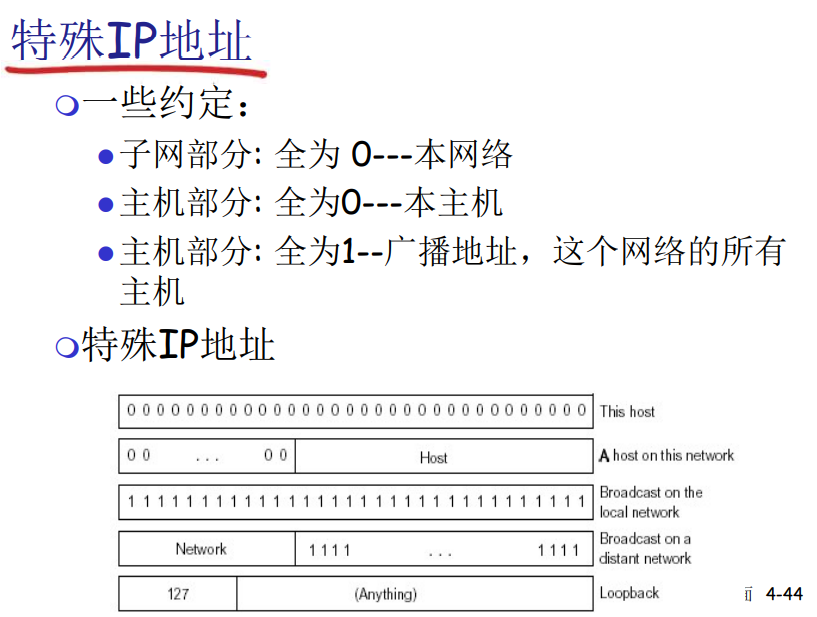 特殊IP地址
一些约定：
子网部分: 全为 0---本网络
主机部分: 全为0---本主机
主机部分: 全为1--广播地址，这个网络的所有
主机
特殊IP地址
0 0 0 0 0 0 0 0 0 0 0 0 0 0 0 0 0 0 0 0 0 0 0 0 0 0 0 0 0 0 0 0 This host
0 0 ... 0 0 Host A host on this network
1 1 1 1 1 1 1 1 1 1 1 1 1 1 1 1 1 1 1 1 1 1 1 1 1 1 1 1 1 1 1 1 Broadcast on the
local network
Network 1 1 1 1 ... 1 1 1 1 Broadcast on a
distant network
127 (Anything) Loopback
4-44